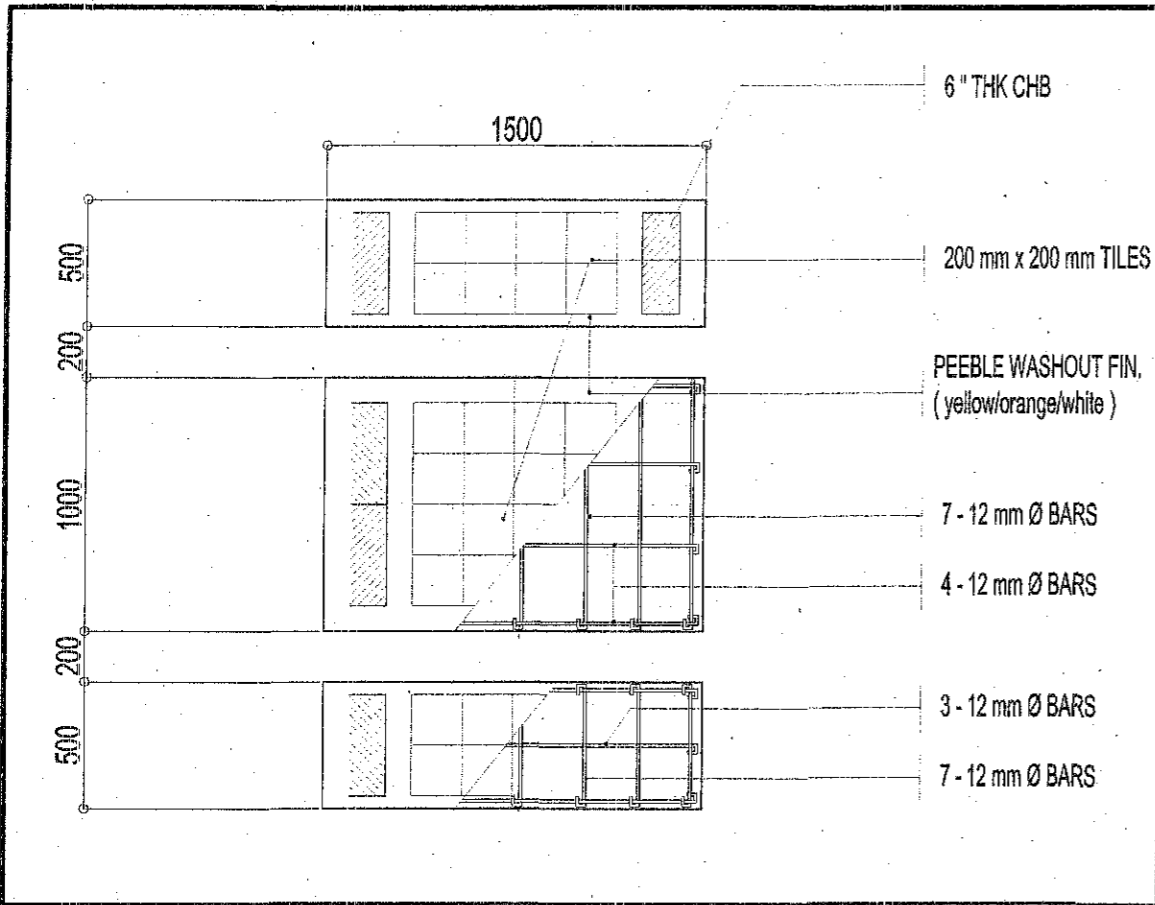 6 " THK CHB
1500
500
200 mm x 200 mm TILES
200
PEEBLE WASHOUT FIN.
( yellow/orange/white )
1000
7 - 12 mm Ø BARS
4 - 12 mm Ø BARS
200
3 - 12 mm Ø BARS
500
7 - 12 mm Ø BARS